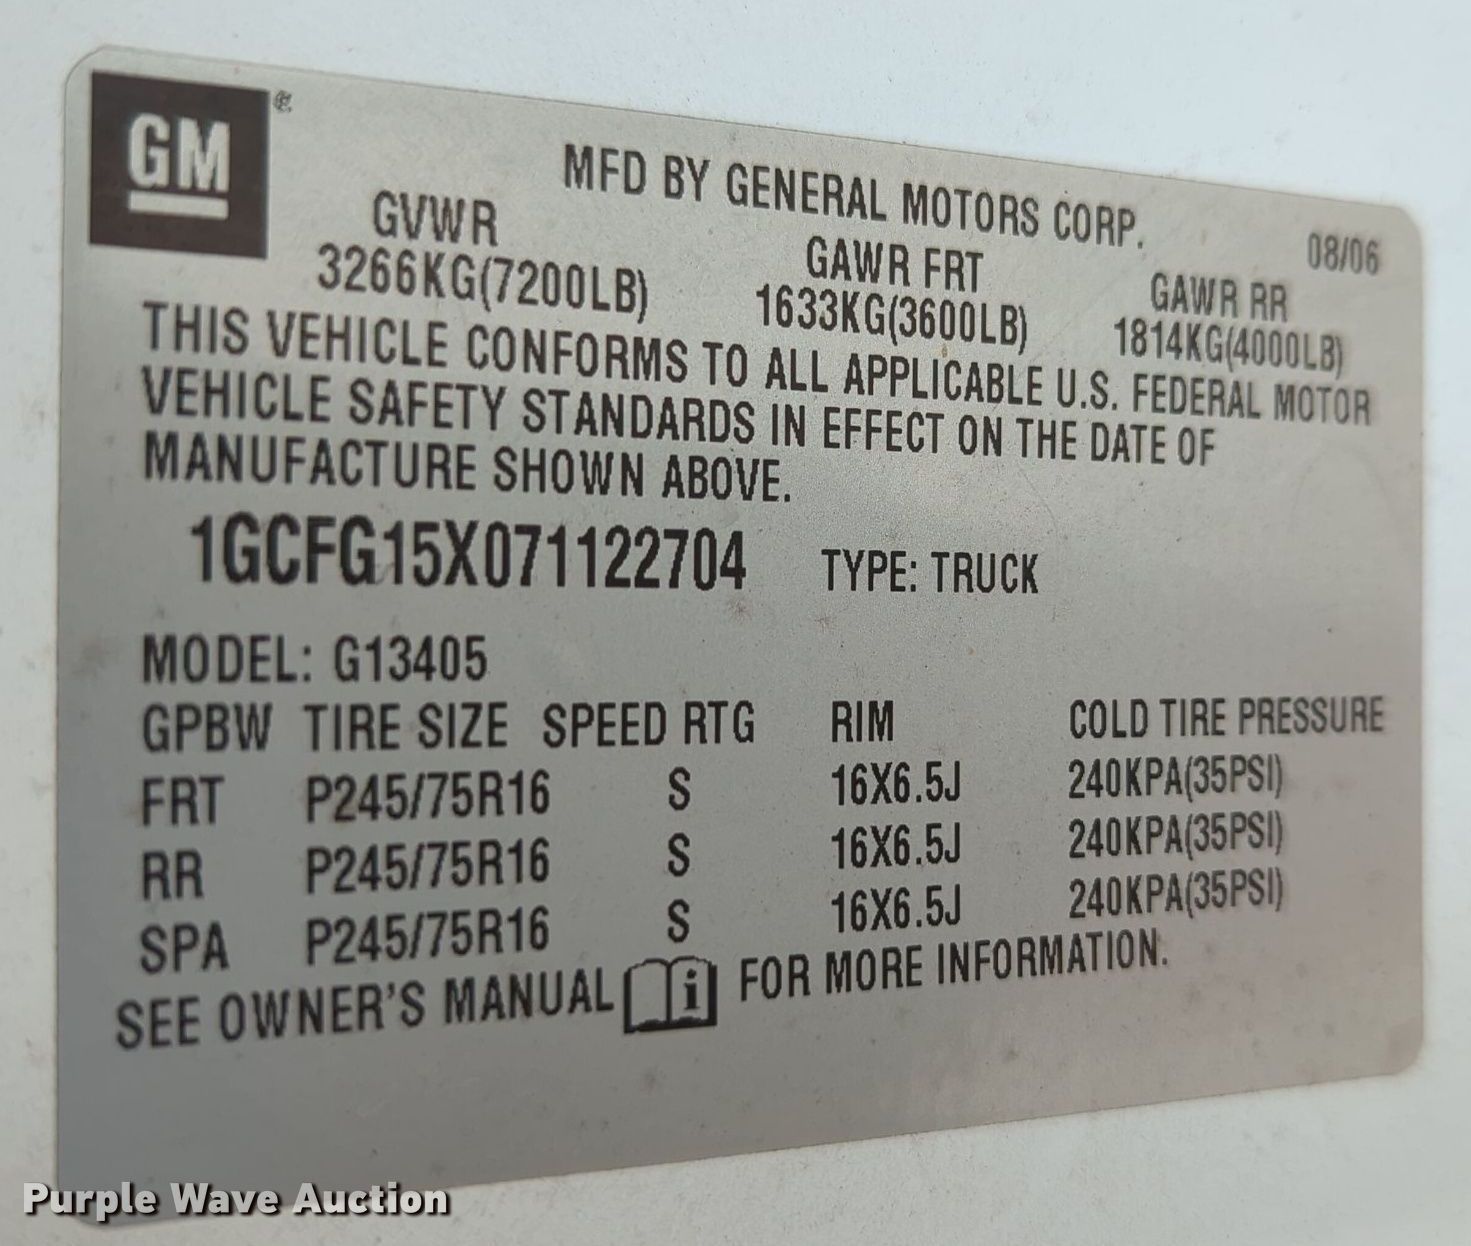 GM
MFD BY GENERAL MOTORS CORP.
08/06
GVWR
3266KG(7200LB)
GAWR FRT
1633KG(3600LB)
GAWR RR
1814KG(4000LB)
THIS VEHICLE CONFORMS TO ALL APPLICABLE U.S. FEDERAL MOTOR
VEHICLE SAFETY STANDARDS IN EFFECT ON THE DATE OF
MANUFACTURE SHOWN ABOVE.
1GCFG15X071122704 TYPE: TRUCK
MODEL: G13405
GPBW TIRE SIZE SPEED RTG RIM COLD TIRE PRESSURE
FRT P245/75R16 S 16X6.5J 240KPA(35PSI)
RR P245/75R16 S 16X6.5J 240KPA(35PSI)
SPA P245/75R16 S 16X6.5J 240KPA(35PSI)
SEE OWNER'S MANUAL i FOR MORE INFORMATION.
Purple Wave Auction